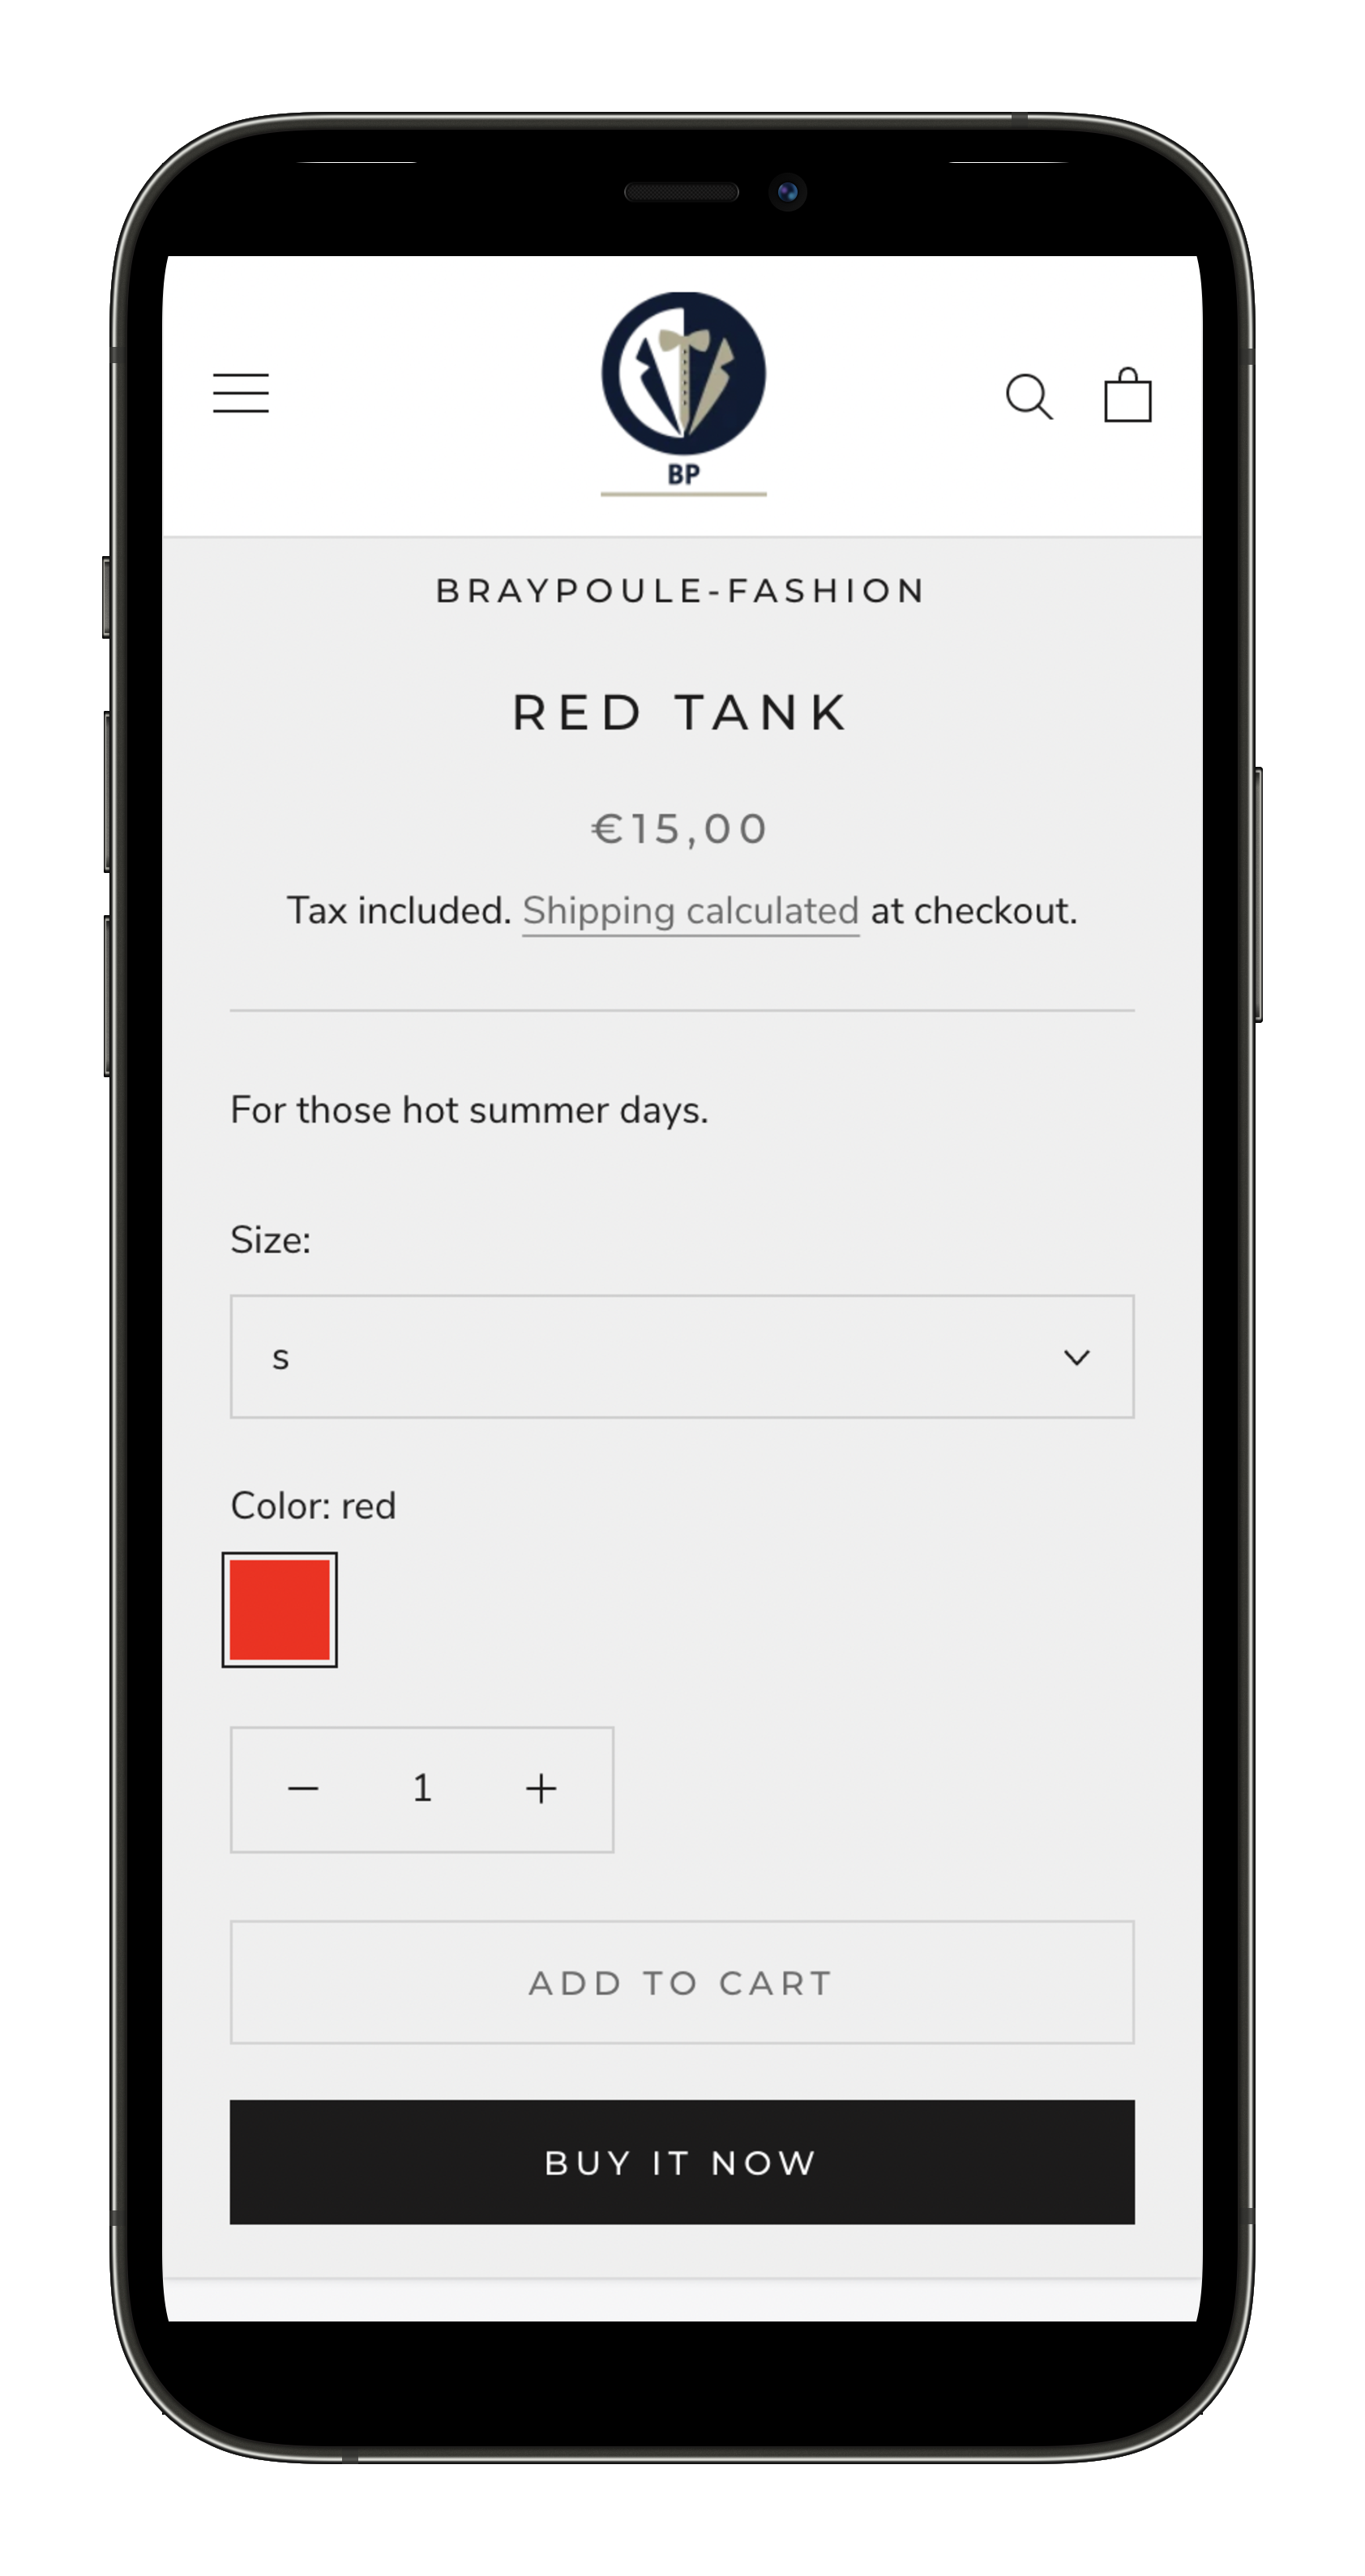 BP
BRAYPOULE-FASHION
RED TANK
€15,00
Tax included. Shipping calculated at checkout.
For those hot summer days.
Size:
s
Color: red
1
ADD TO CART
BUY IT NOW